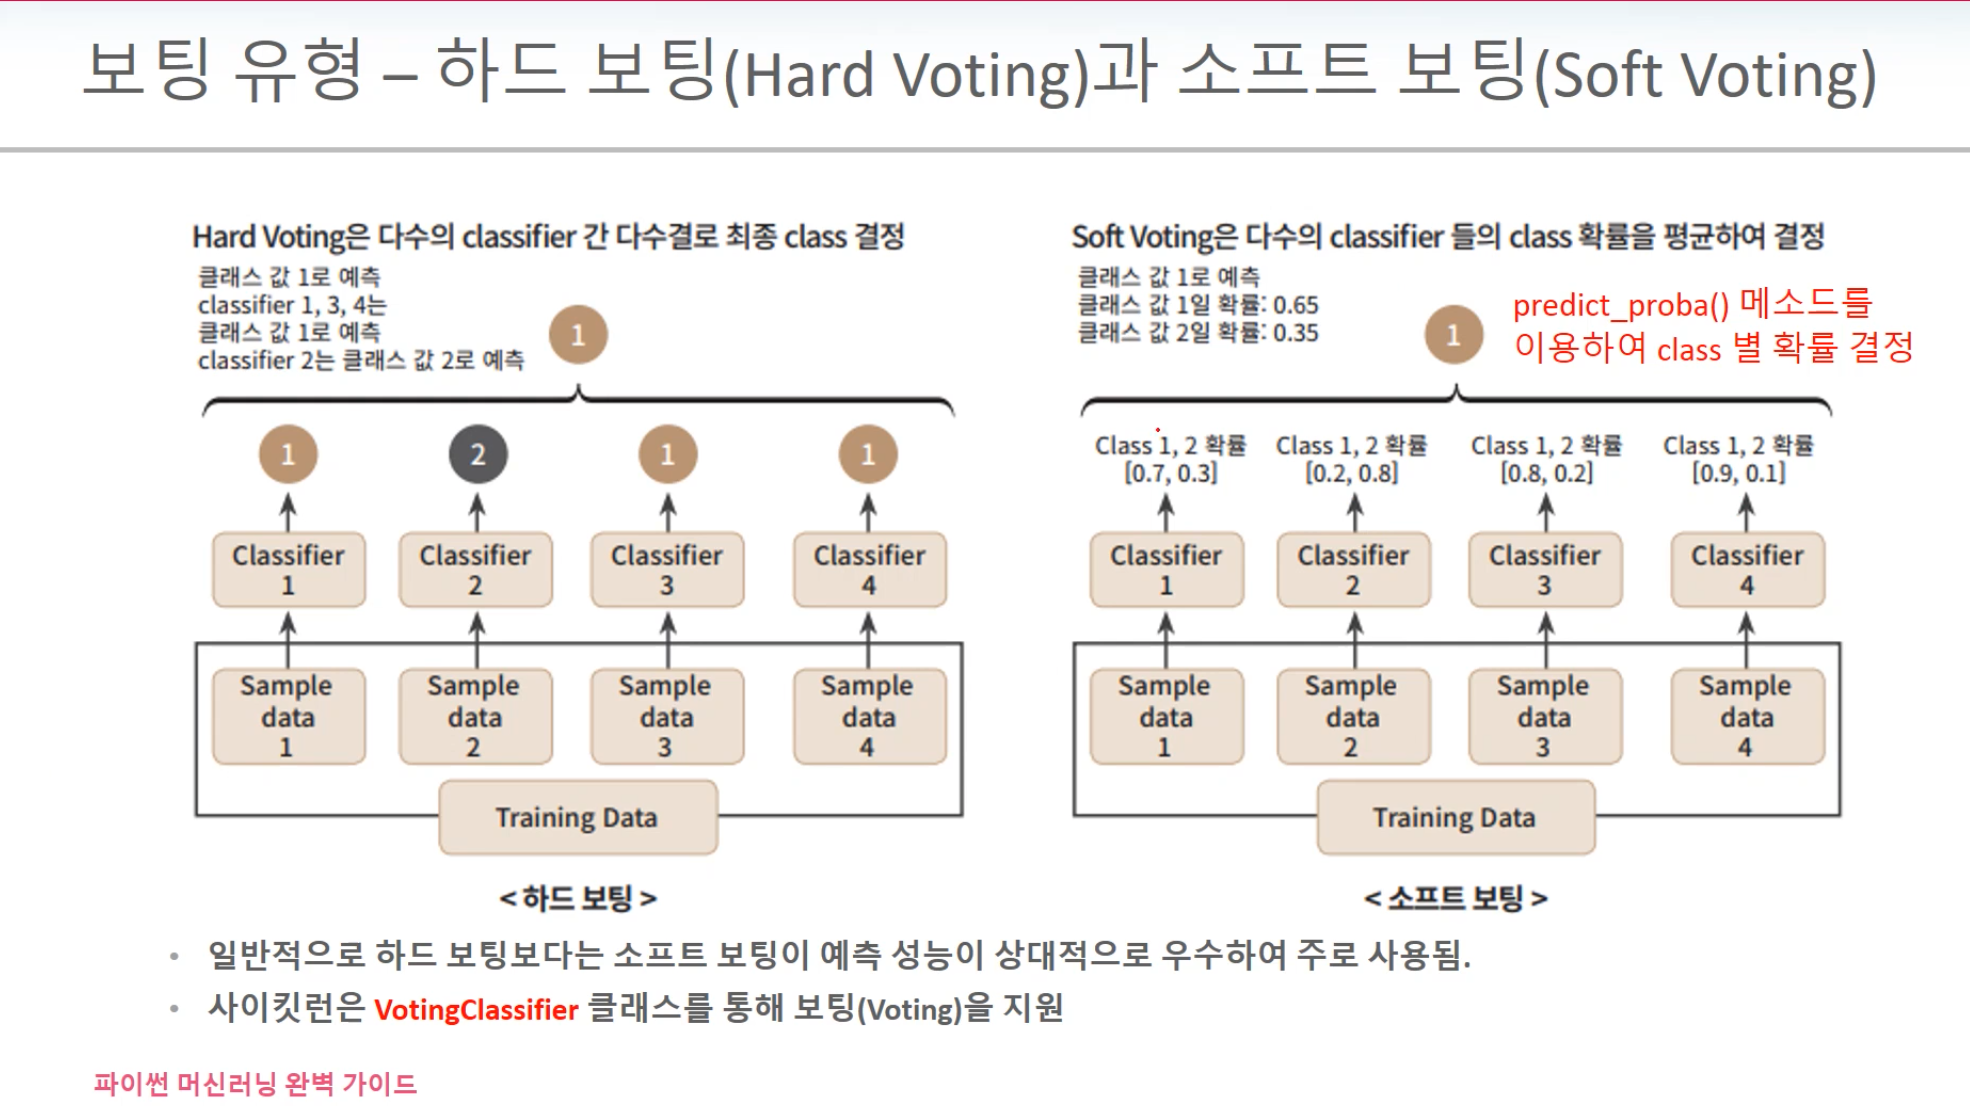 보팅 유형 – 하드 보팅(Hard Voting)과 소프트 보팅(Soft Voting)
Hard Voting은 다수의 classifier 간 다수결로 최종 class 결정
클래스 값 1로 예측
classifier 1, 3, 4는
클래스 값 1로 예측
classifier 2는 클래스 값 2로 예측
1
1
2
1
1
Classifier
1
Classifier
2
Classifier
3
Classifier
4
Sample
data
1
Sample
data
2
Sample
data
3
Sample
data
4
Training Data
< 하드 보팅 >
Soft Voting은 다수의 classifier 들의 class 확률을 평균하여 결정
클래스 값 1로 예측
클래스 값 1일 확률: 0.65
클래스 값 2일 확률: 0.35
1
predict_proba() 메소드를
이용하여 class 별 확률 결정
Class 1, 2 확률
[0.7, 0.3]
Class 1, 2 확률
[0.2, 0.8]
Class 1, 2 확률
[0.8, 0.2]
Class 1, 2 확률
[0.9, 0.1]
Classifier
1
Classifier
2
Classifier
3
Classifier
4
Sample
data
1
Sample
data
2
Sample
data
3
Sample
data
4
Training Data
< 소프트 보팅 >
• 일반적으로 하드 보팅보다는 소프트 보팅이 예측 성능이 상대적으로 우수하여 주로 사용됨.
• 사이킷런은 VotingClassifier 클래스를 통해 보팅(Voting)을 지원
파이썬 머신러닝 완벽 가이드